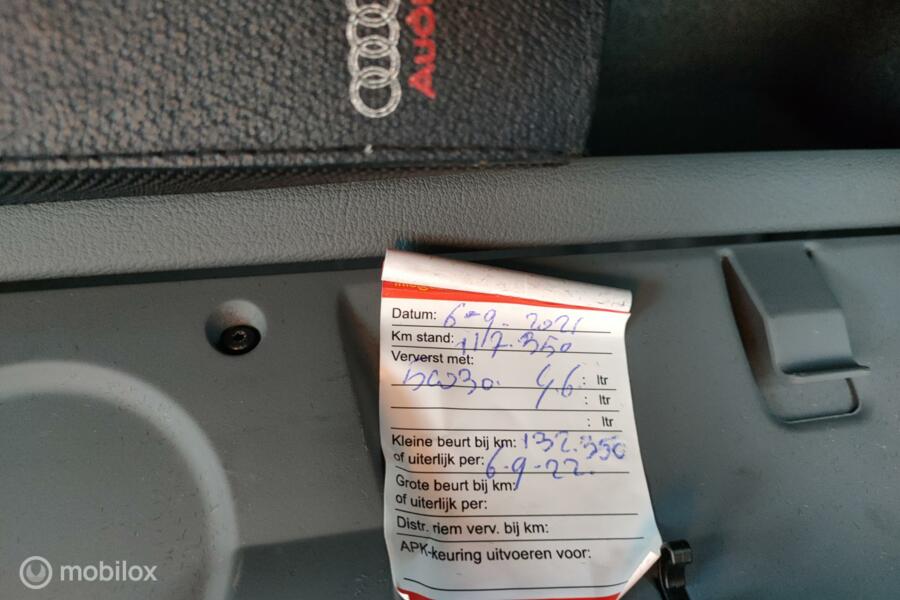 Audi
Datum: 6-9-2021
Km stand: 117.350
Ververst met:
5W30. 4.6 : ltr
: ltr
: ltr
Kleine beurt bij km: 132.350
of uiterlijk per: 6-9-22.
Grote beurt bij km:
of uiterlijk per:
Distr. riem verv. bij km:
APK-keuring uitvoeren voor:
mobilox